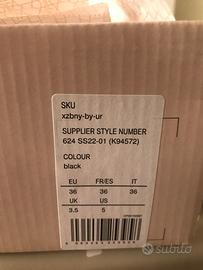 SKU
xzbny-by-ur
SUPPLIER STYLE NUMBER
624 SS22-01 (K94572)
COLOUR
black
EU FR/ES IT
36 36 36
UK US
3.5 5
subito